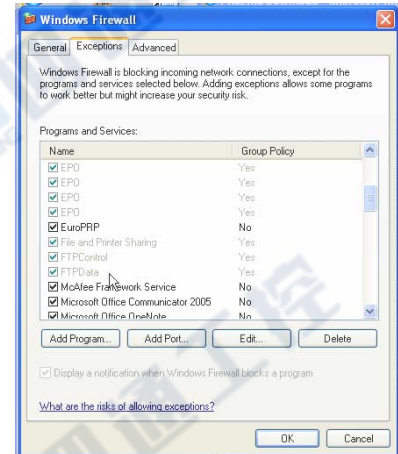 Windows Firewall
General Exceptions Advanced
Windows Firewall is blocking incoming network connections, except for the
programs and services selected below. Adding exceptions allows some programs
to work better but might increase your security risk.
Programs and Services:
Name Group Policy
EPO Yes
EPO Yes
EPO Yes
EPO Yes
EuroPRP No
File and Printer Sharing Yes
FTPControl Yes
FTPData Yes
McAfee Framework Service No
Microsoft Office Communicator 2005 No
Microsoft Office OneNote No
Add Program... Add Port... Edit... Delete
Display a notification when Windows Firewall blocks a program
What are the risks of allowing exceptions?
OK Cancel